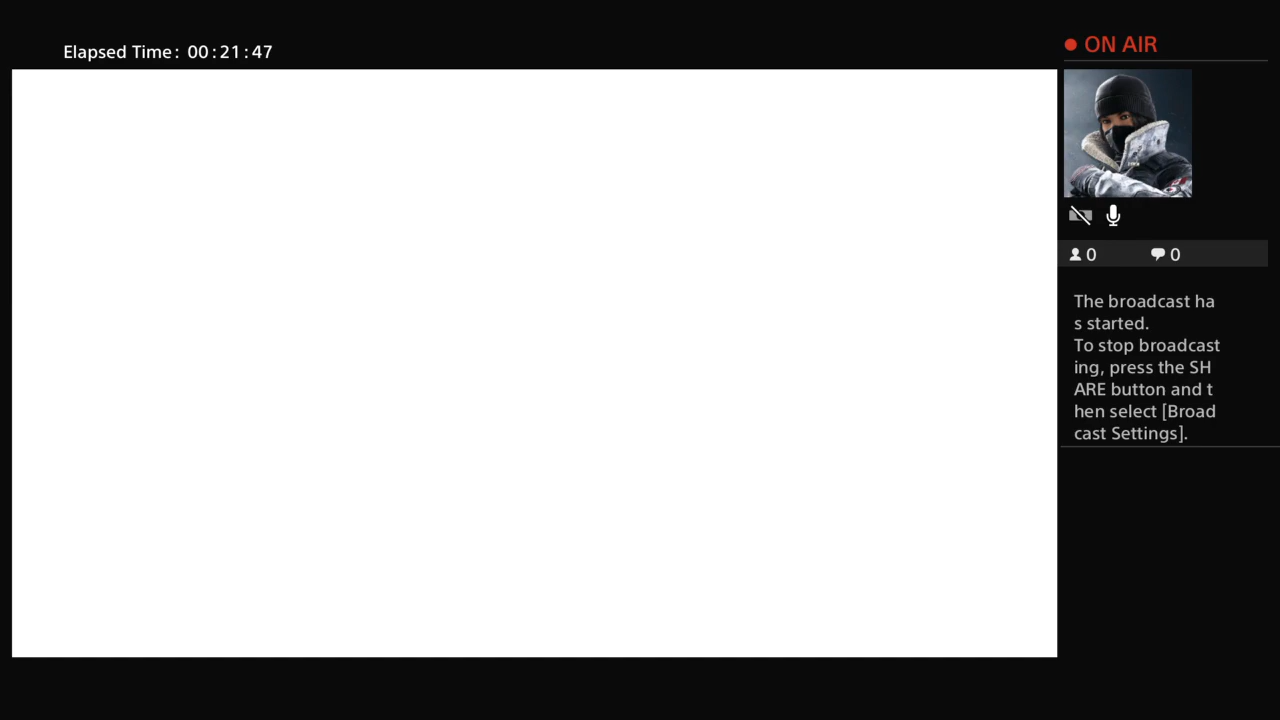 Elapsed Time: 00:21:47
ON AIR
0 0
The broadcast ha
s started.
To stop broadcast
ing, press the SH
ARE button and t
hen select [Broad
cast Settings].